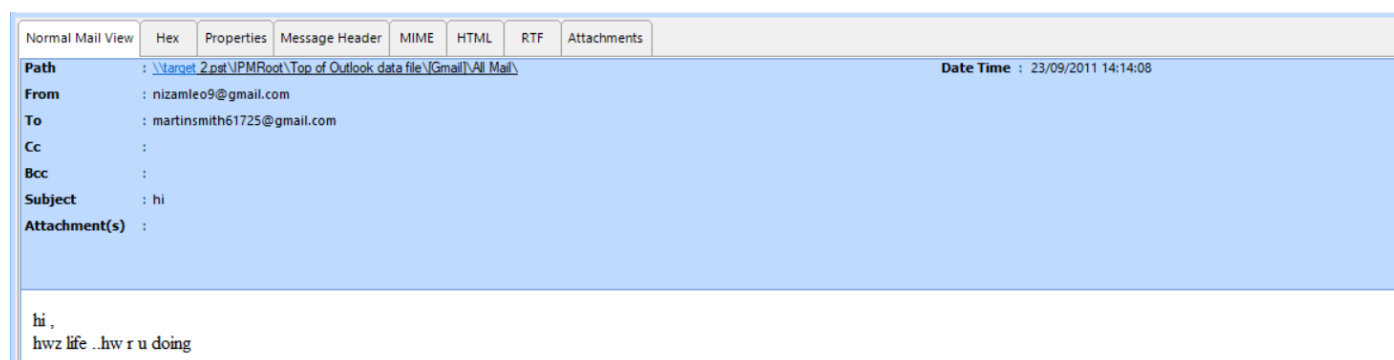 Normal Mail View Hex Properties Message Header MIME HTML RTF Attachments
Path : \\target 2.pst\IPMRoot\Top of Outlook data file\[Gmail]\All Mail\ Date Time : 23/09/2011 14:14:08
From : nizamleo9@gmail.com
To : martinsmith61725@gmail.com
Cc :
Bcc :
Subject : hi
Attachment(s) :
hi ,
hwz life ..hw r u doing